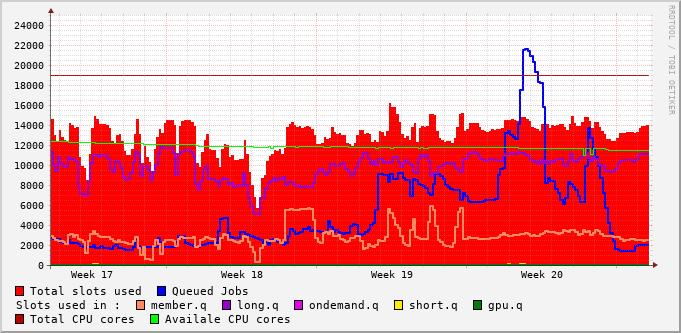 24000
22000
20000
18000
16000
14000
12000
10000
8000
6000
4000
2000
0
Week 17 Week 18 Week 19 Week 20
Total slots used Queued Jobs
Slots used in : member.q long.q ondemand.q short.q gpu.q
Total CPU cores Availale CPU cores
RRDTOOL / TOBI OETIKER